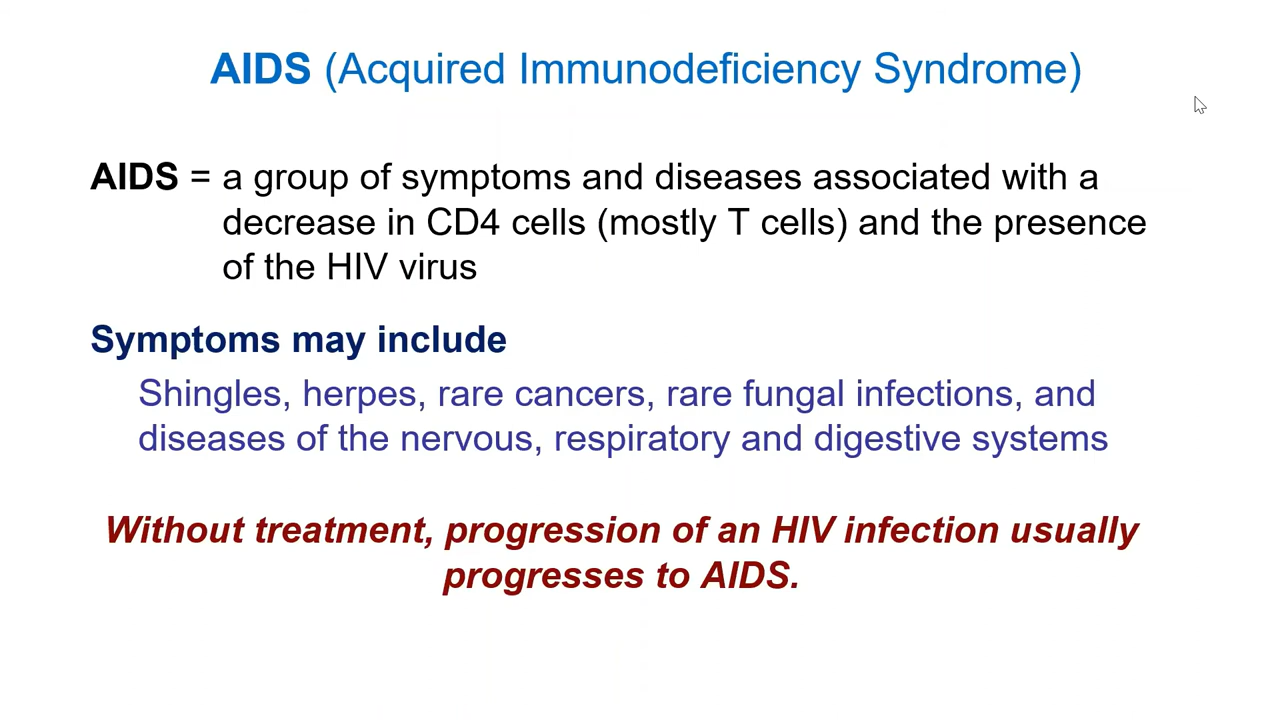 AIDS (Acquired Immunodeficiency Syndrome)
AIDS = a group of symptoms and diseases associated with a
decrease in CD4 cells (mostly T cells) and the presence
of the HIV virus
Symptoms may include
Shingles, herpes, rare cancers, rare fungal infections, and
diseases of the nervous, respiratory and digestive systems
Without treatment, progression of an HIV infection usually
progresses to AIDS.